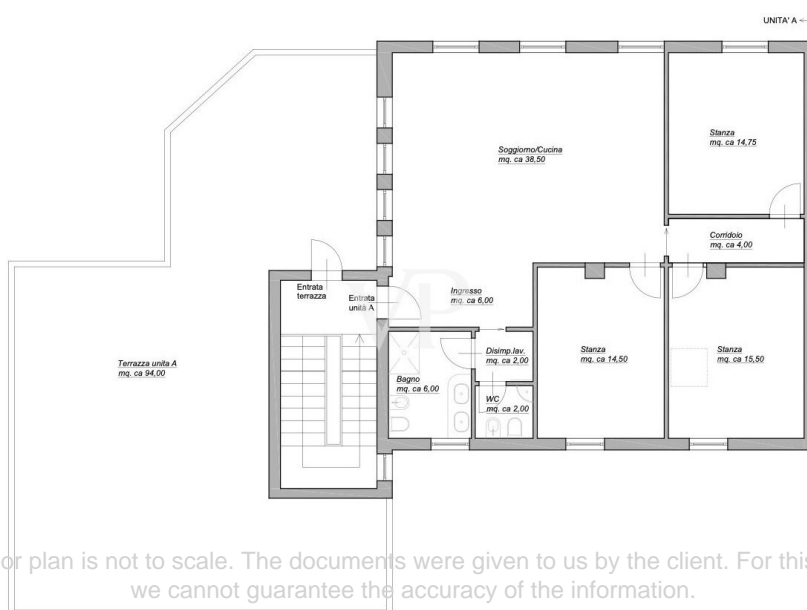 UNITA' A
Stanza
mq. ca 14,75
Soggiorno/Cucina
mq. ca 38,50
Corridoio
mq. ca 4,00
Entrata
terrazza
Entrata
unità A
Ingresso
mq. ca 6,00
VP
Terrazza unita A
mq. ca 94,00
Disimp.lav.
mq. ca 2,00
Stanza
mq. ca 14,50
Stanza
mq. ca 15,50
Bagno
mq. ca 6,00
WC
mq. ca 2,00
or plan is not to scale. The documents were given to us by the client. For this
we cannot guarantee the accuracy of the information.